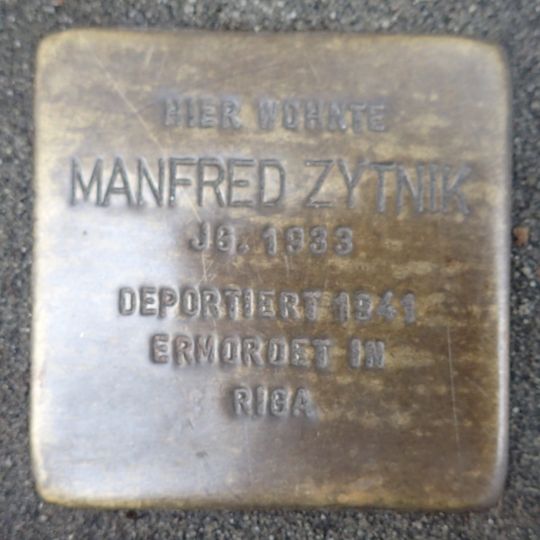 HIER WOHNTE
MANFRED ZYTNIK
JG. 1933
DEPORTIERT 1941
ERMORDET IN
RIGA